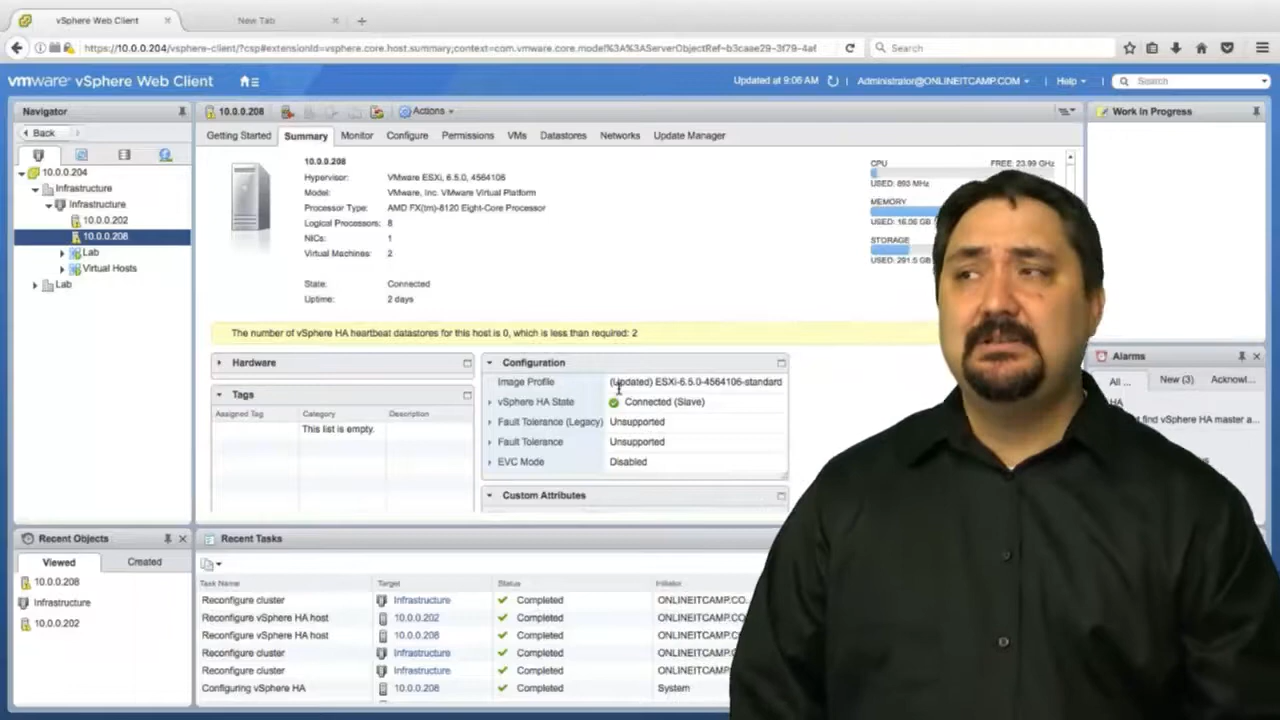 vSphere Web Client
New Tab
https://10.0.0.204/vsphere-client/?csp#extensionId=vsphere.core.host.summary;context=com.vmware.core.model%3A%3AServerObjectRef~b3caae29-3f79-4af
Search
vmware® vSphere Web Client
Updated at 9:06 AM
Administrator@ONLINEITCAMP.COM
Help
Search
Navigator
10.0.0.208
Actions
Work In Progress
Back
Getting Started Summary Monitor Configure Permissions VMs Datastores Networks Update Manager
10.0.0.204
Infrastructure
Infrastructure
10.0.0.202
10.0.0.208
Lab
Virtual Hosts
Lab
10.0.0.208
Hypervisor: VMware ESXi, 6.5.0, 4564106
Model: VMware, Inc. VMware Virtual Platform
Processor Type: AMD FX(tm)-8120 Eight-Core Processor
Logical Processors: 8
NICs: 1
Virtual Machines: 2
State: Connected
Uptime: 2 days
CPU FREE: 23.99 GHz
USED: 893 MHz
MEMORY
USED: 16.06 GB
STORAGE
USED: 291.5 GB
The number of vSphere HA heartbeat datastores for this host is 0, which is less than required: 2
Hardware
Tags
Assigned Tag Category Description
This list is empty.
Configuration
Image Profile (Updated) ESXi-6.5.0-4564106-standard
vSphere HA State Connected (Slave)
Fault Tolerance (Legacy) Unsupported
Fault Tolerance Unsupported
EVC Mode Disabled
Custom Attributes
Alarms
All ... New (3) Acknowl...
HA
t find vSphere HA master a...
Recent Objects
Viewed Created
10.0.0.208
Infrastructure
10.0.0.202
Recent Tasks
Task Name Target Status Initiator
Reconfigure cluster Infrastructure Completed ONLINEITCAMP.CO...
Reconfigure vSphere HA host 10.0.0.202 Completed ONLINEITCAMP.CO
Reconfigure vSphere HA host 10.0.0.208 Completed ONLINEITCAMP.C
Reconfigure cluster Infrastructure Completed ONLINEITCAMP.C
Reconfigure cluster Infrastructure Completed ONLINEITCAMP.
Configuring vSphere HA 10.0.0.208 Completed System